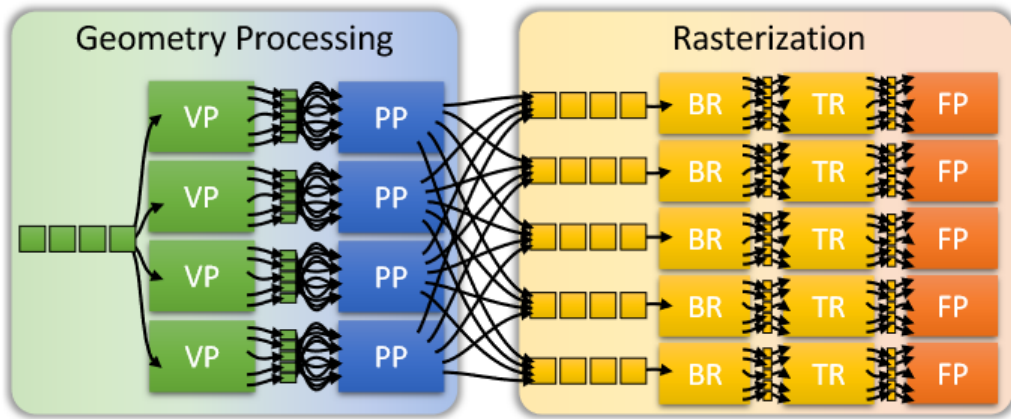 Geometry Processing
Rasterization
VP PP BR TR FP
VP PP BR TR FP
BR TR FP
VP PP BR TR FP
VP PP BR TR FP